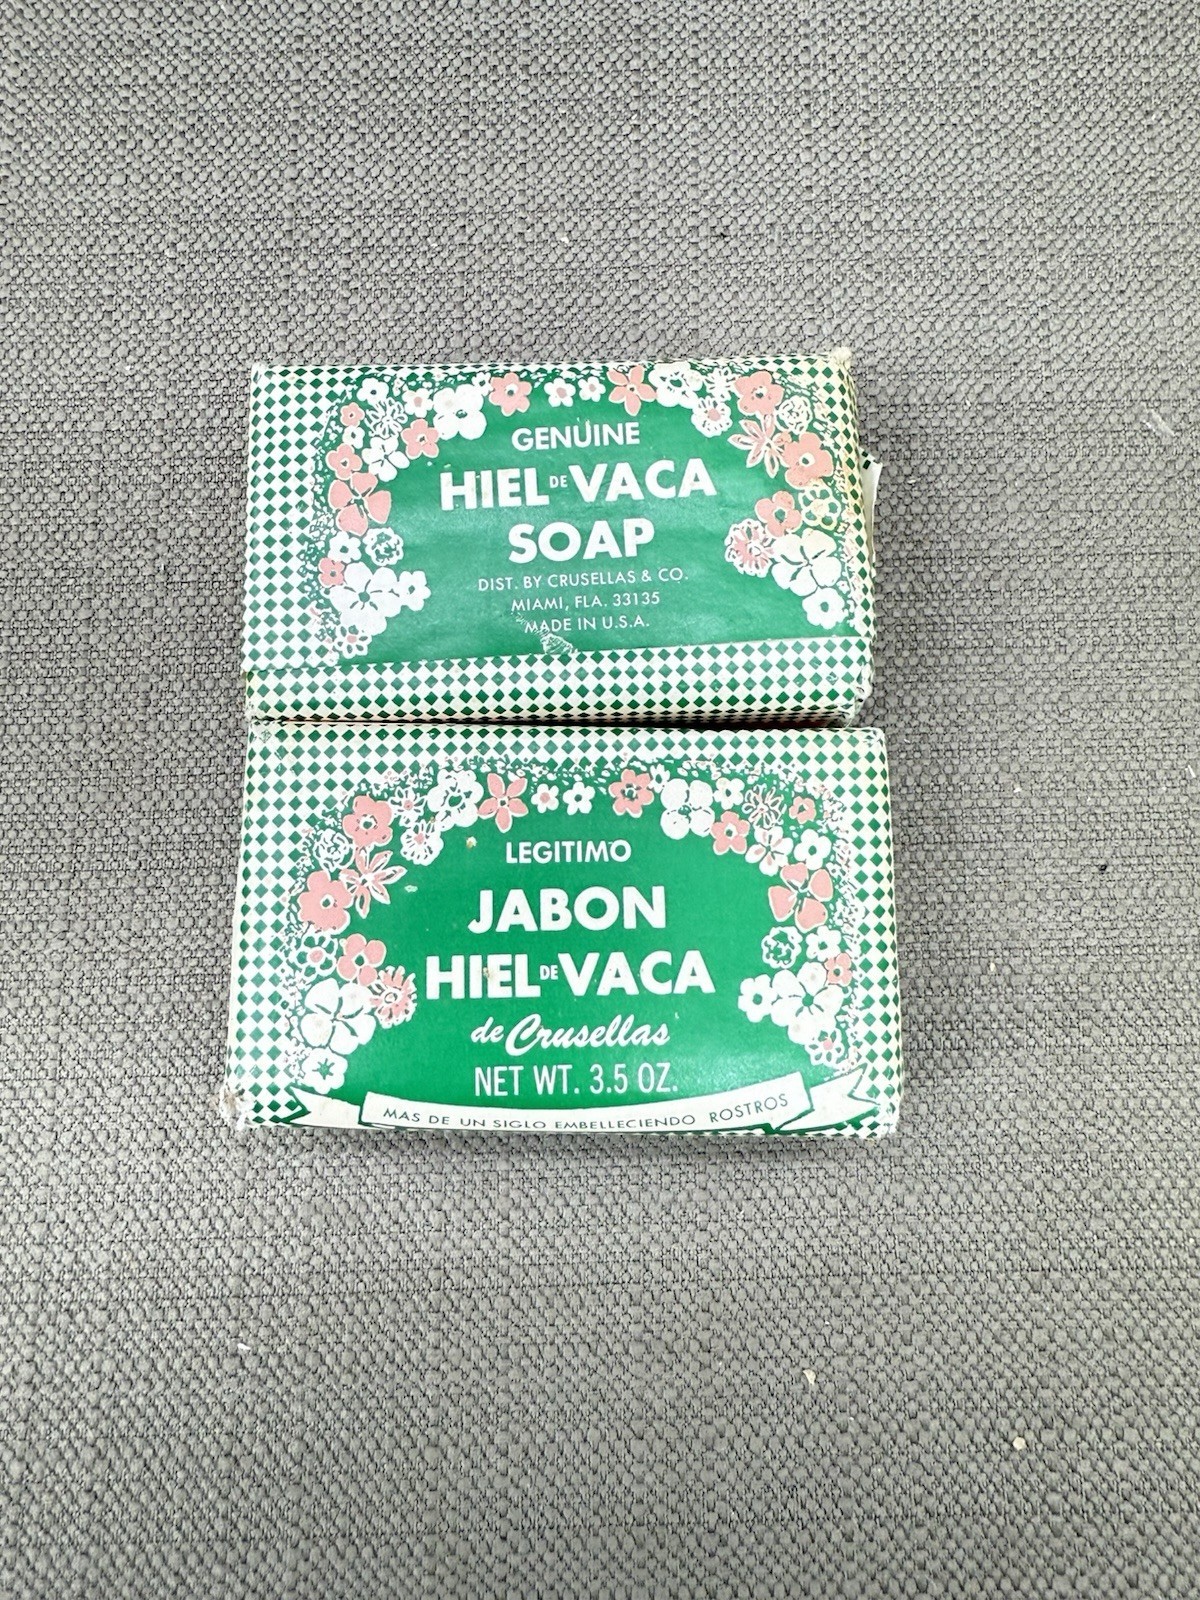 GENUINE
HIEL DE VACA
SOAP
DIST. BY CRUSELLAS & CO.
MIAMI, FLA. 33135
MADE IN U.S.A.
LEGITIMO
JABON
HIEL DE VACA
de Crusellas
NET WT. 3.5 OZ.
MAS DE UN SIGLO EMBELLECIENDO ROSTROS